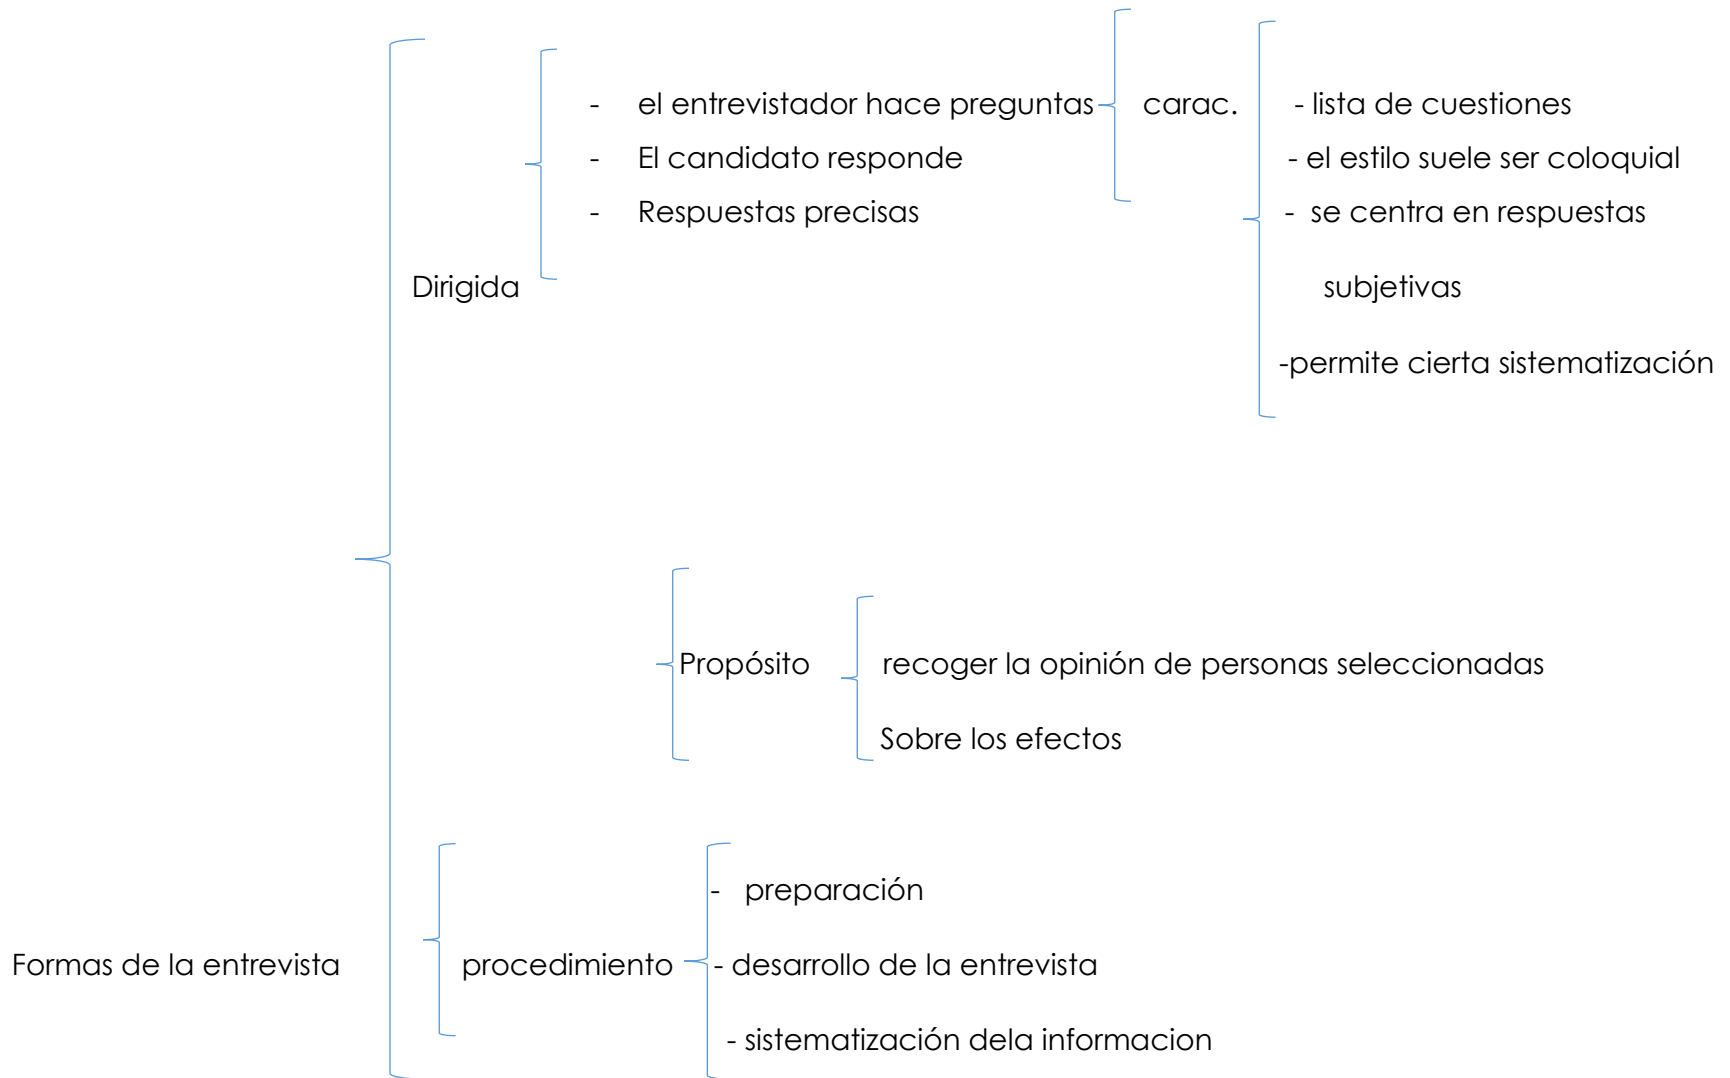 - el entrevistador hace preguntas carac. - lista de cuestiones
- El candidato responde - el estilo suele ser coloquial
- Respuestas precisas - se centra en respuestas
Dirigida subjetivas
-permite cierta sistematización
Propósito recoger la opinión de personas seleccionadas
Sobre los efectos
- preparación
Formas de la entrevista procedimiento - desarrollo de la entrevista
- sistematización dela informacion